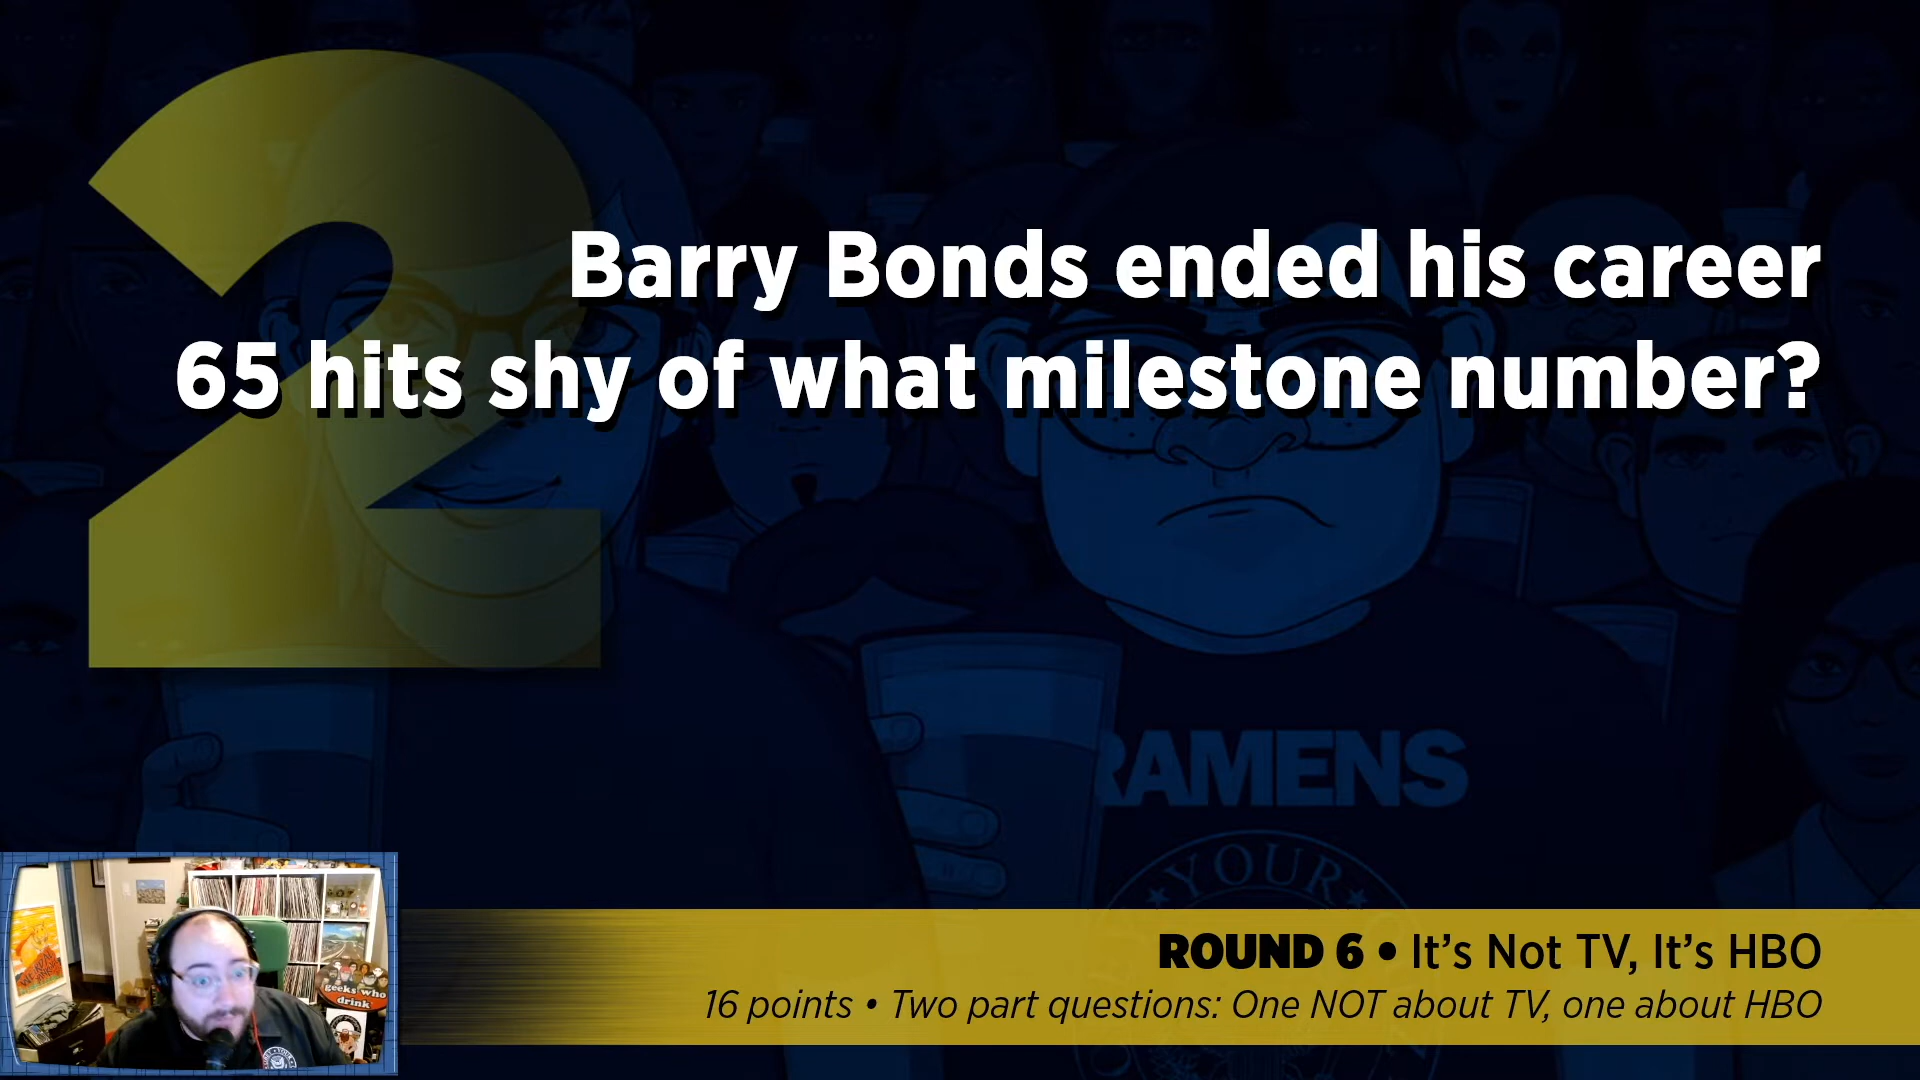 2
Barry Bonds ended his career
65 hits shy of what milestone number?
RAMENS
★ YOUR ★
ROUND 6 • It's Not TV, It's HBO
16 points • Two part questions: One NOT about TV, one about HBO
geeks who
drink